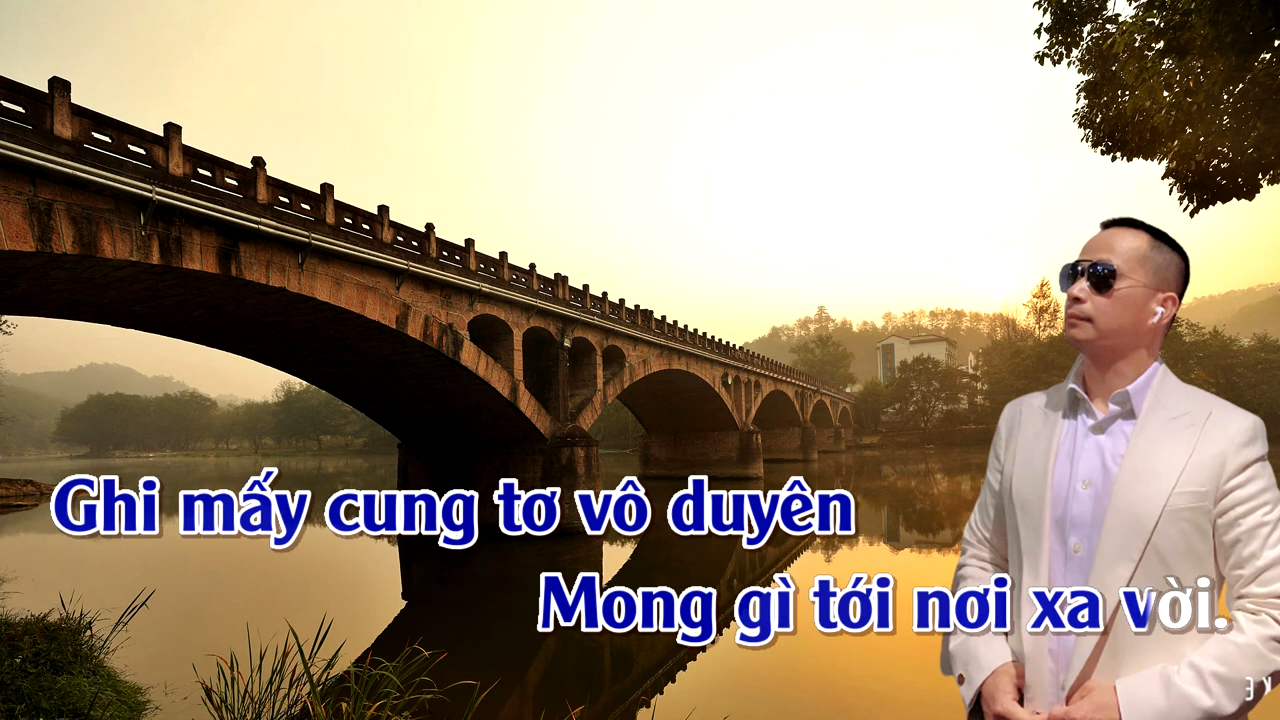 Ghi mấy cung tơ vô duyên
Mong gì tới nơi xa vời.